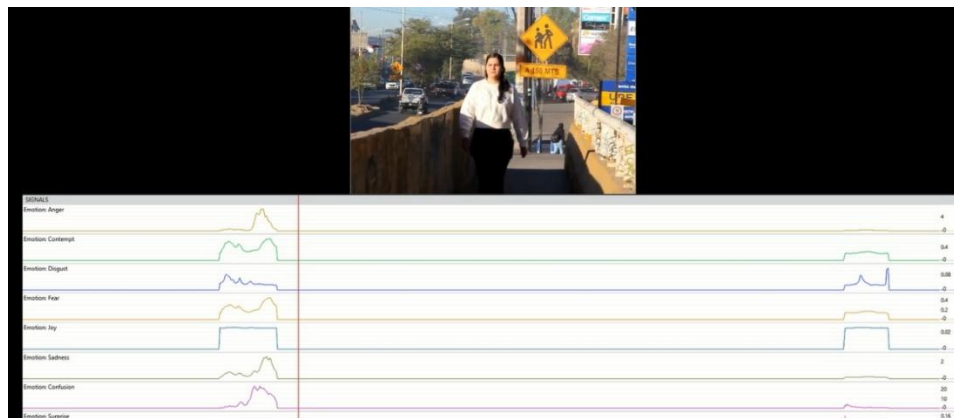 A 150 MTS
SIGNALS
Emotion: Anger
4
-0
Emotion: Contempt
0.4
-0
Emotion: Disgust
0.08
-0
Emotion: Fear
0.4
0.2
-0
Emotion: Joy
0.02
-0
Emotion: Sadness
2
-0
Emotion: Confusion
20
10
-0
Emotion: Surprise
0.16